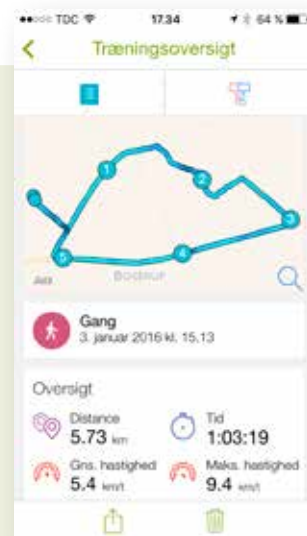 TDC 17.34 64 %
Træningsoversigt
1
2
3
4
5
Gang
3. januar 2016 kl. 15.13
Oversigt
Distance Tid
5.73 km 1:03:19
Gns. hastighed Maks. hastighed
5.4 km/t 9.4 km/t